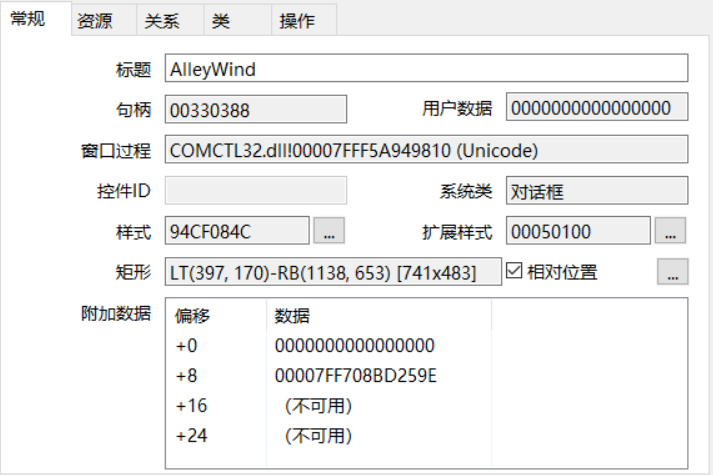 常规 资源 关系 类 操作
标题 AlleyWind
句柄 00330388 用户数据 0000000000000000
窗口过程 COMCTL32.dll!00007FFF5A949810 (Unicode)
控件ID 系统类 对话框
样式 94CF084C ... 扩展样式 00050100 ...
矩形 LT(397, 170)-RB(1138, 653) [741x483] 相对位置 ...
附加数据 偏移 数据
+0 0000000000000000
+8 00007FF708BD259E
+16 （不可用）
+24 （不可用）